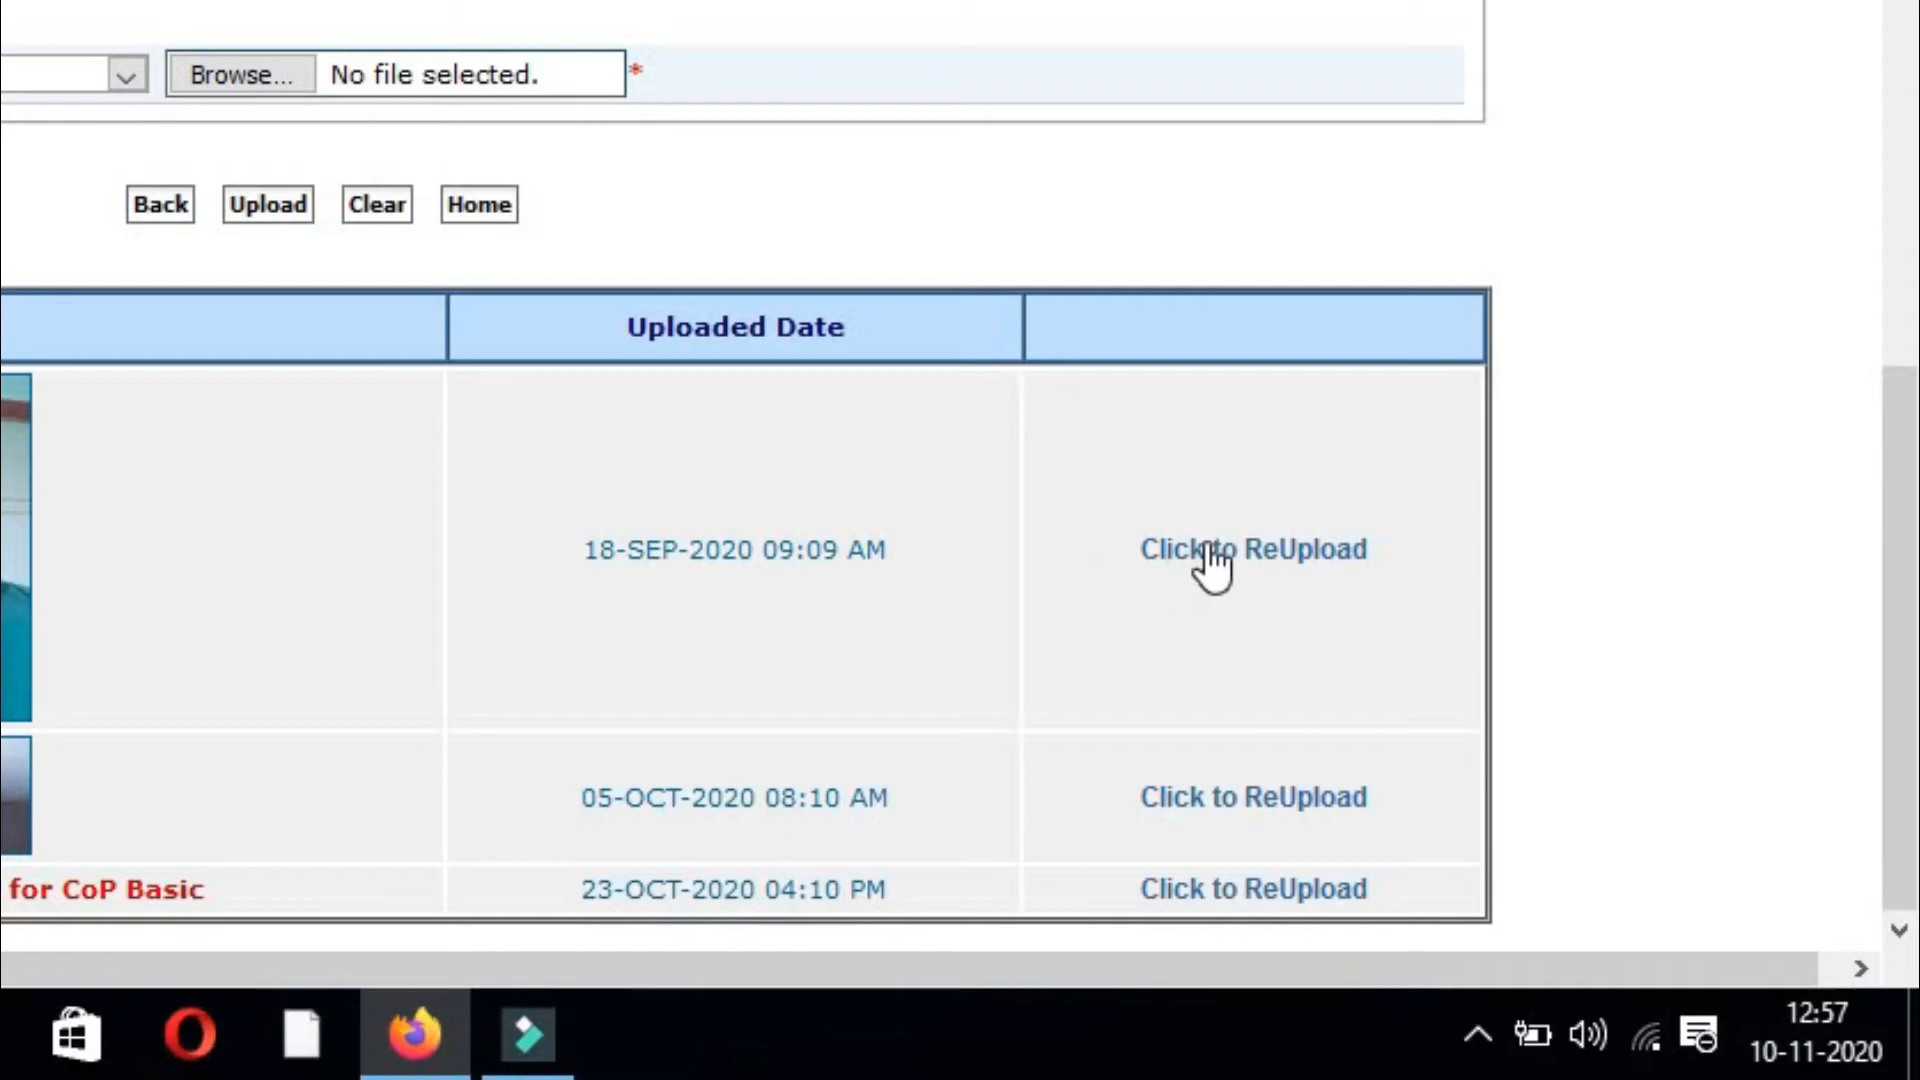 Browse... No file selected. *
Back Upload Clear Home
Uploaded Date
18-SEP-2020 09:09 AM Click to ReUpload
05-OCT-2020 08:10 AM Click to ReUpload
for CoP Basic 23-OCT-2020 04:10 PM Click to ReUpload
12:57
10-11-2020